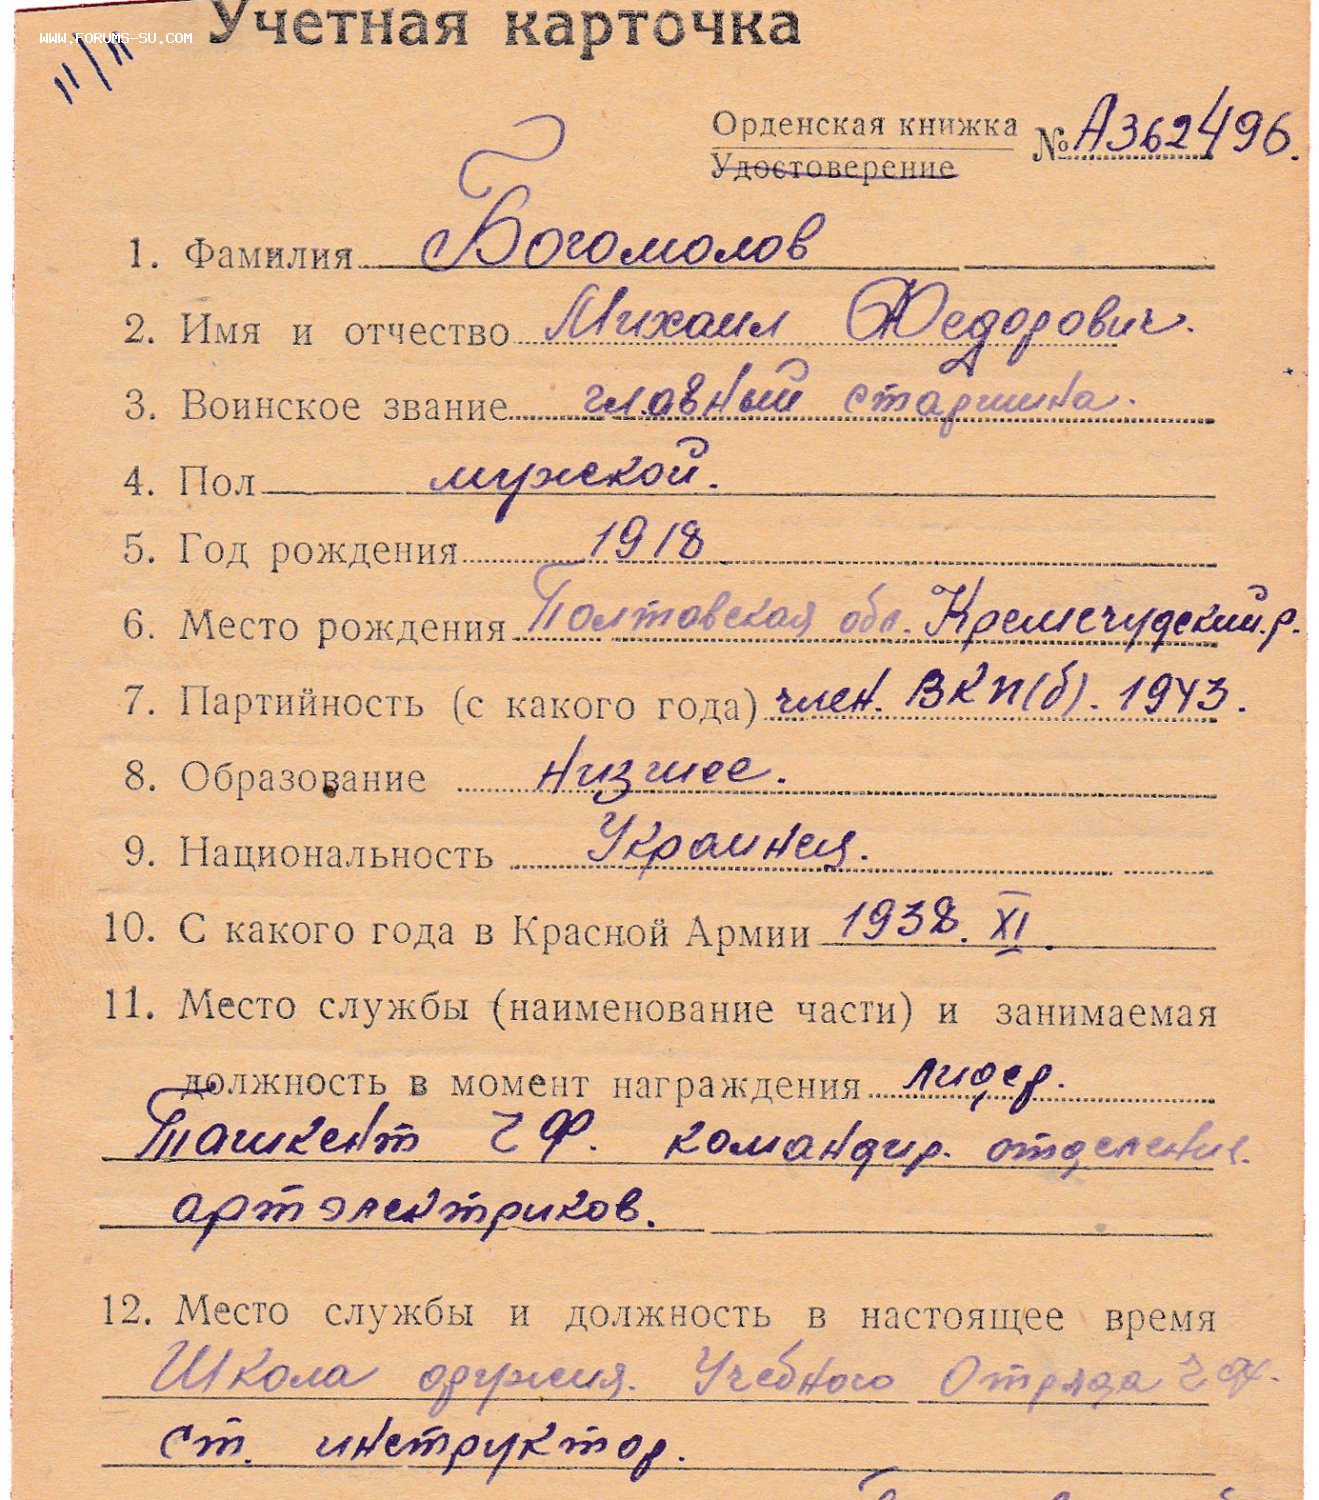 WWW.FORUMS-SU.COM
Учетная карточка
Орденская книжка
Удостоверение
№ А362496.
1. Фамилия Богомолов
2. Имя и отчество Михаил Федорович.
3. Воинское звание главный старшина.
4. Пол мужской.
5. Год рождения 1918
6. Место рождения Полтовская обл. Кремечудский.р.
7. Партийность (с какого года) член. ВКП(б). 1943.
8. Образование низшее.
9. Национальность Украинец.
10. С какого года в Красной Армии 1938. XI.
11. Место службы (наименование части) и занимаемая
должность в момент награждения лидер.
Ташкент ЧФ. командир. отделения.
артэлектриков.
12. Место службы и должность в настоящее время
Школа оружия. Учебного Отряда ЧФ.
ст. инструктор.